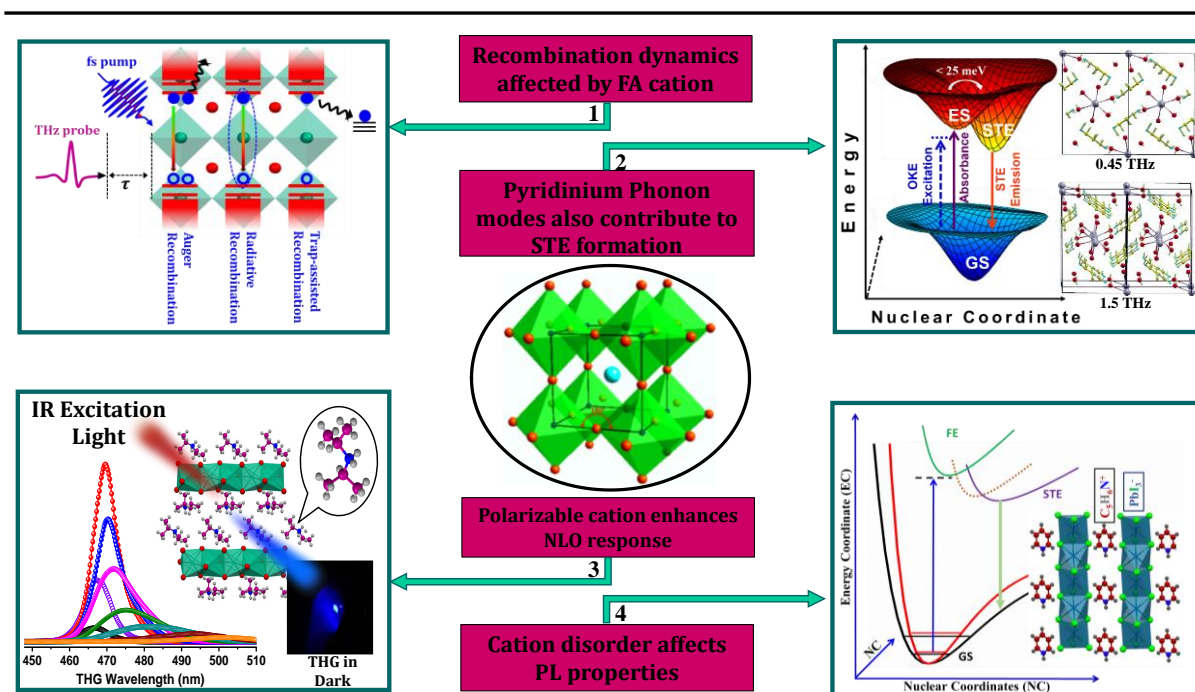 fs pump
THz probe
τ
Auger
Recombination
Radiative
Recombination
Trap-assisted
Recombination
Recombination dynamics
affected by FA cation
1
2
Pyridinium Phonon
modes also contribute to
STE formation
Energy
< 25 meV
ES
STE
OKE
Excitation
Absorbance
STE
Emission
GS
Nuclear Coordinate
0.45 THz
1.5 THz
IR Excitation
Light
450 460 470 480 490 500 510
THG Wavelength (nm)
THG in
Dark
Polarizable cation enhances
NLO response
3
4
Cation disorder affects
PL properties
Energy Coordinate (EC)
FE
STE
C5H6N+
PbI3-
NC
GS
Nuclear Coordinates (NC)